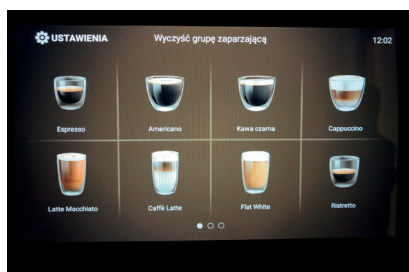 USTAWIENIA
Wyczyść grupę zaparzającą
12:02
Espresso
Americano
Kawa czarna
Cappuccino
Latte Macchiato
Caffè Latte
Flat White
Ristretto